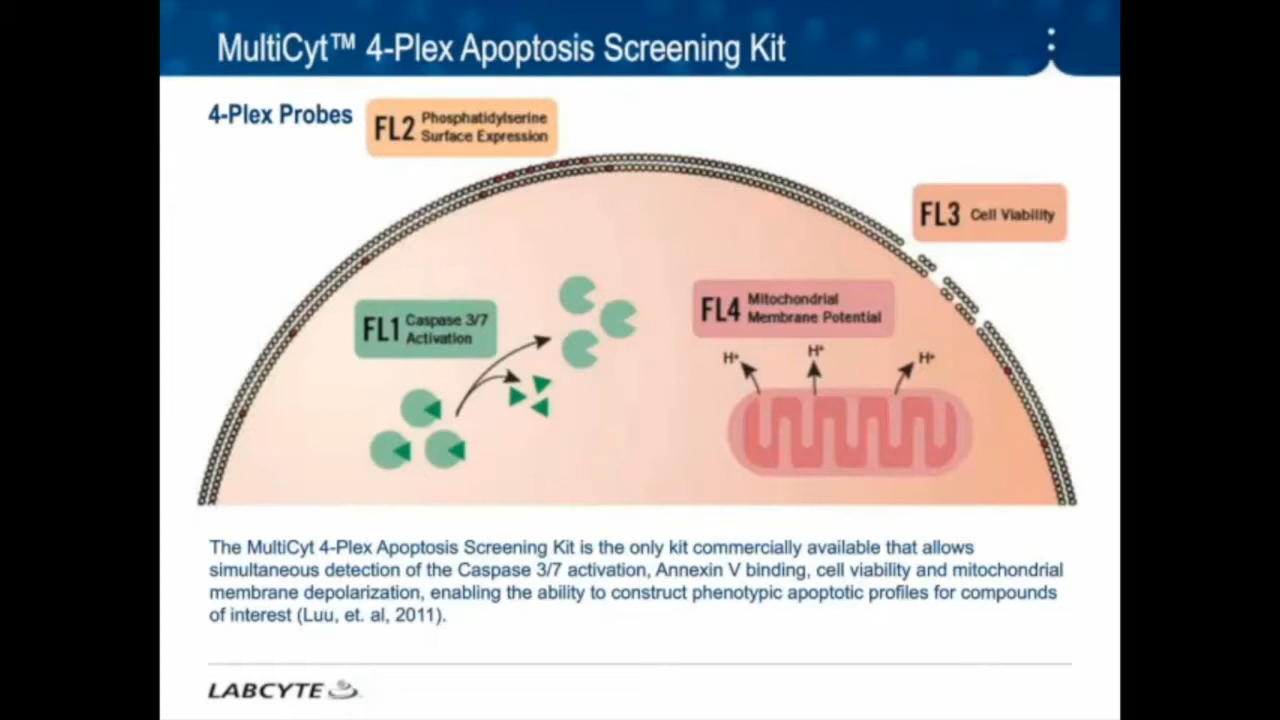 MultiCyt™ 4-Plex Apoptosis Screening Kit
4-Plex Probes
FL2 Phosphatidylserine
Surface Expression
FL3 Cell Viability
FL1 Caspase 3/7
Activation
FL4 Mitochondrial
Membrane Potential
H⁺ H⁺ H⁺
The MultiCyt 4-Plex Apoptosis Screening Kit is the only kit commercially available that allows
simultaneous detection of the Caspase 3/7 activation, Annexin V binding, cell viability and mitochondrial
membrane depolarization, enabling the ability to construct phenotypic apoptotic profiles for compounds
of interest (Luu, et. al, 2011).
LABCYTE